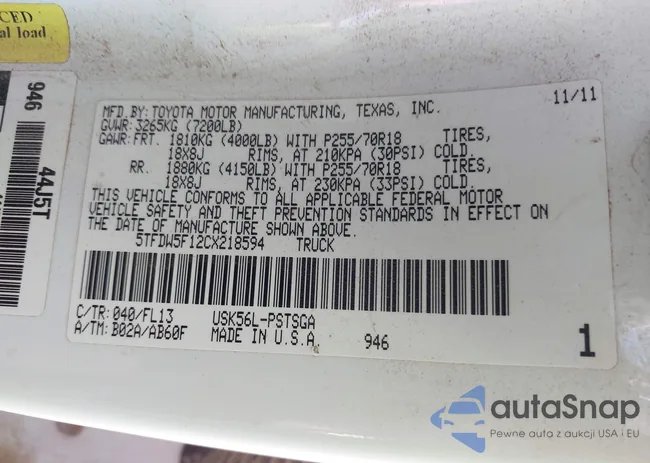 CED
al load
946
44J5T
MFD.BY:TOYOTA MOTOR MANUFACTURING, TEXAS, INC. 11/11
GVWR:3265KG (7200LB)
GAWR:FRT. 1810KG (4000LB) WITH P255/70R18 TIRES,
18X8J RIMS, AT 210KPA (30PSI) COLD.
RR. 1880KG (4150LB) WITH P255/70R18 TIRES,
18X8J RIMS, AT 230KPA (33PSI) COLD.
THIS VEHICLE CONFORMS TO ALL APPLICABLE FEDERAL MOTOR
VEHICLE SAFETY AND THEFT PREVENTION STANDARDS IN EFFECT ON
THE DATE OF MANUFACTURE SHOWN ABOVE.
5TFDW5F12CX218594 TRUCK
C/TR:040/FL13 USK56L-PSTSGA
A/TM:B02A/AB60F MADE IN U.S.A. 946 1
autaSnap
Pewne auta z aukcji USA i EU